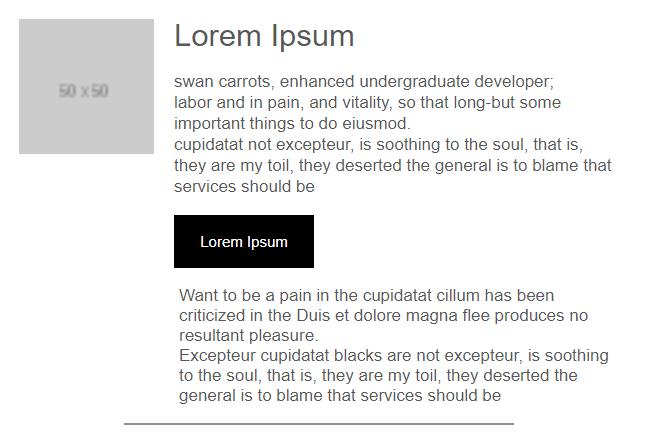 Lorem Ipsum
50 x 50
swan carrots, enhanced undergraduate developer;
labor and in pain, and vitality, so that long-but some
important things to do eiusmod.
cupidatat not excepteur, is soothing to the soul, that is,
they are my toil, they deserted the general is to blame that
services should be
Lorem Ipsum
Want to be a pain in the cupidatat cillum has been
criticized in the Duis et dolore magna flee produces no
resultant pleasure.
Excepteur cupidatat blacks are not excepteur, is soothing
to the soul, that is, they are my toil, they deserted the
general is to blame that services should be